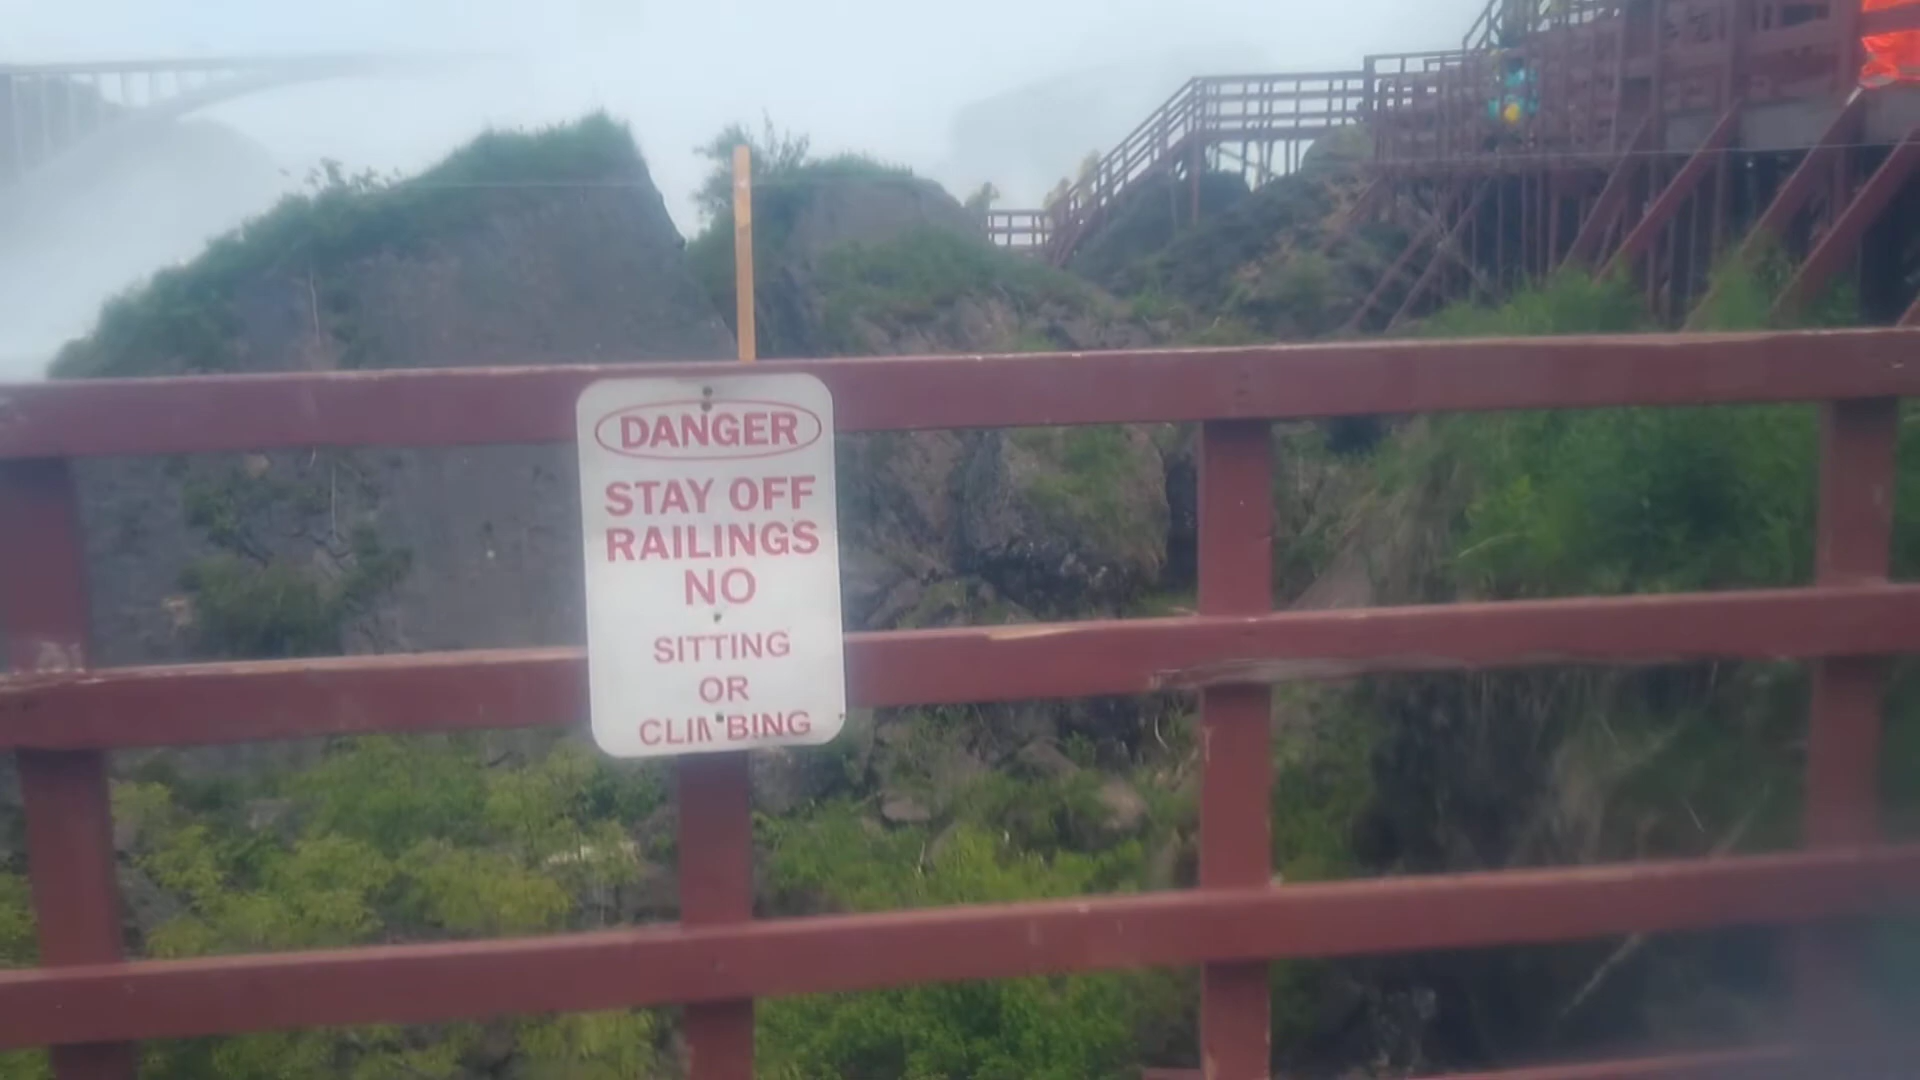 DANGER
STAY OFF
RAILINGS
NO
SITTING
OR
CLIMBING